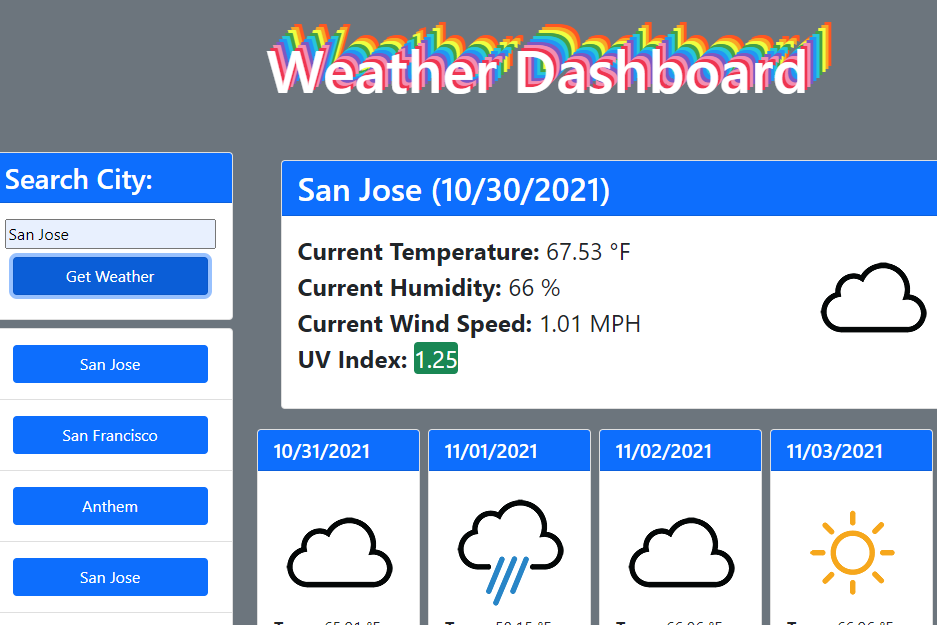 Weather Dashboard
Search City:
San Jose
Get Weather
San Jose
San Francisco
Anthem
San Jose
San Jose (10/30/2021)
Current Temperature: 67.53 °F
Current Humidity: 66 %
Current Wind Speed: 1.01 MPH
UV Index: 1.25
10/31/2021
11/01/2021
11/02/2021
11/03/2021